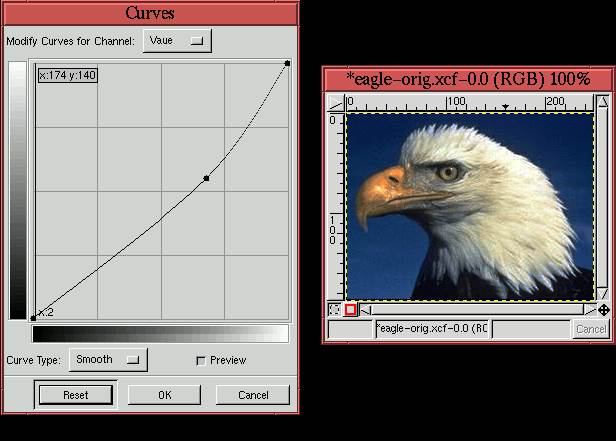 Curves
Modify Curves for Channel: Vaue
x:174 y:140
x:2
Curve Type: Smooth Preview
Reset OK Cancel
*eagle-orig.xcf-0.0 (RGB) 100%
0 100 200
0
100
*eagle-orig.xcf-0.0 (RG Cancel